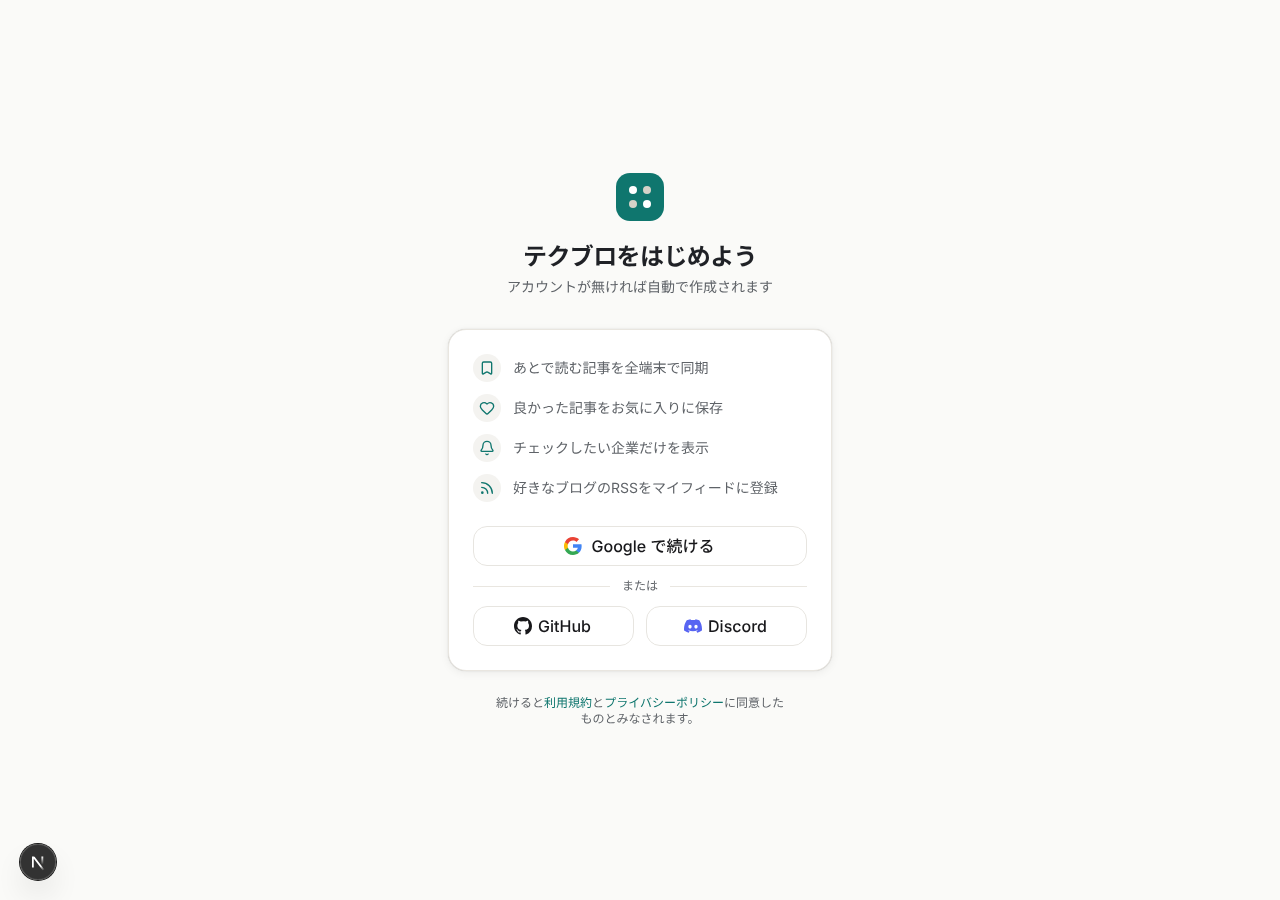 テクブロをはじめよう
アカウントが無ければ自動で作成されます
あとで読む記事を全端末で同期
良かった記事をお気に入りに保存
チェックしたい企業だけを表示
好きなブログのRSSをマイフィードに登録
Google で続ける
または
GitHub
Discord
続けると利用規約とプライバシーポリシーに同意した
ものとみなされます。
N